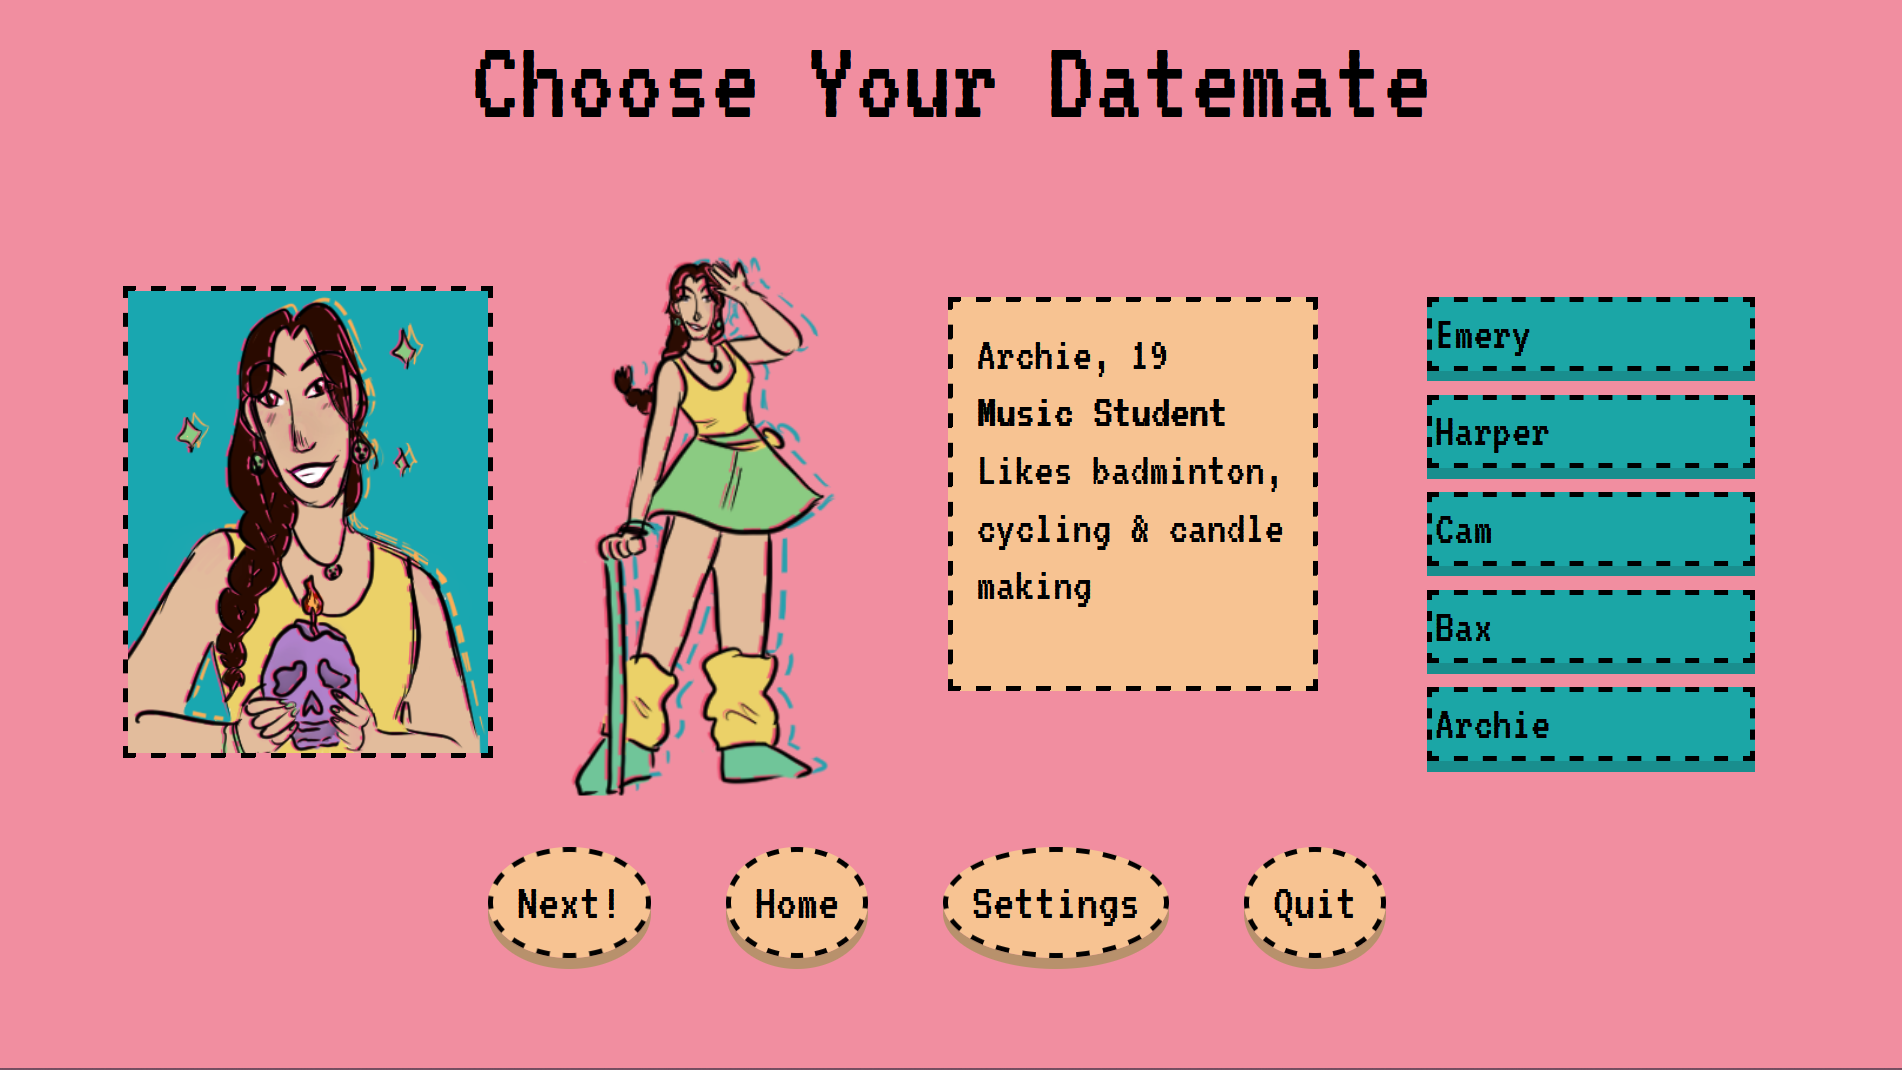 Choose Your Datemate
Archie, 19
Music Student
Likes badminton,
cycling & candle
making
Emery
Harper
Cam
Bax
Archie
Next!
Home
Settings
Quit